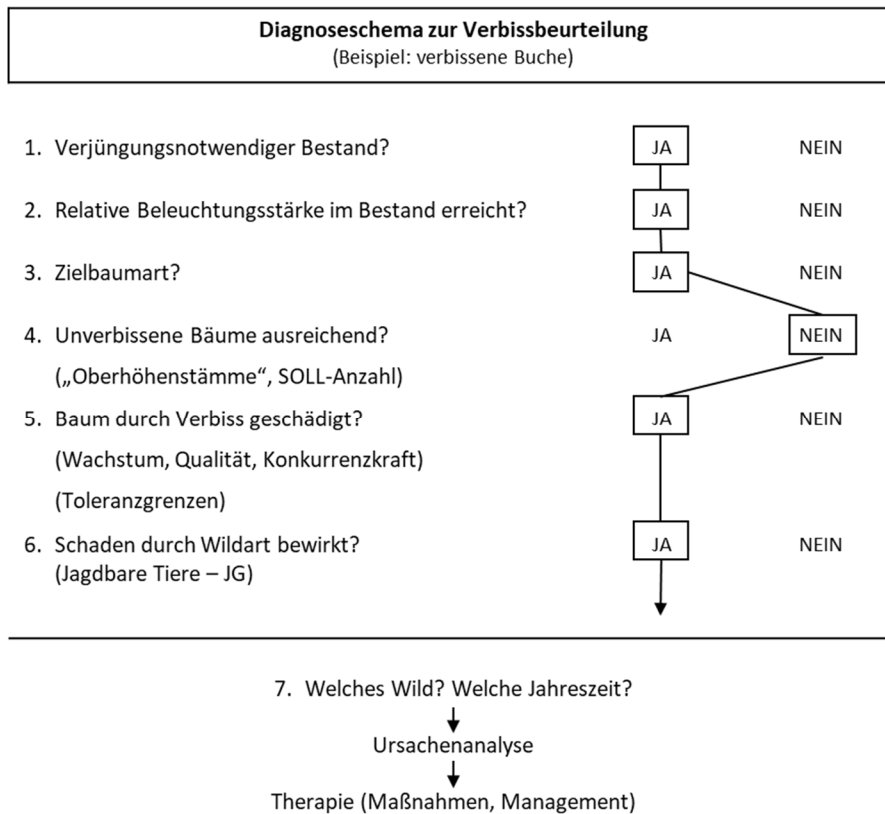 Diagnoseschema zur Verbissbeurteilung
(Beispiel: verbissene Buche)
1. Verjüngungsnotwendiger Bestand? JA NEIN
2. Relative Beleuchtungsstärke im Bestand erreicht? JA NEIN
3. Zielbaumart? JA NEIN
4. Unverbissene Bäume ausreichend? JA NEIN
(„Oberhöhenstämme“, SOLL-Anzahl)
5. Baum durch Verbiss geschädigt? JA NEIN
(Wachstum, Qualität, Konkurrenzkraft)
(Toleranzgrenzen)
6. Schaden durch Wildart bewirkt? JA NEIN
(Jagdbare Tiere – JG)
7. Welches Wild? Welche Jahreszeit?
Ursachenanalyse
Therapie (Maßnahmen, Management)